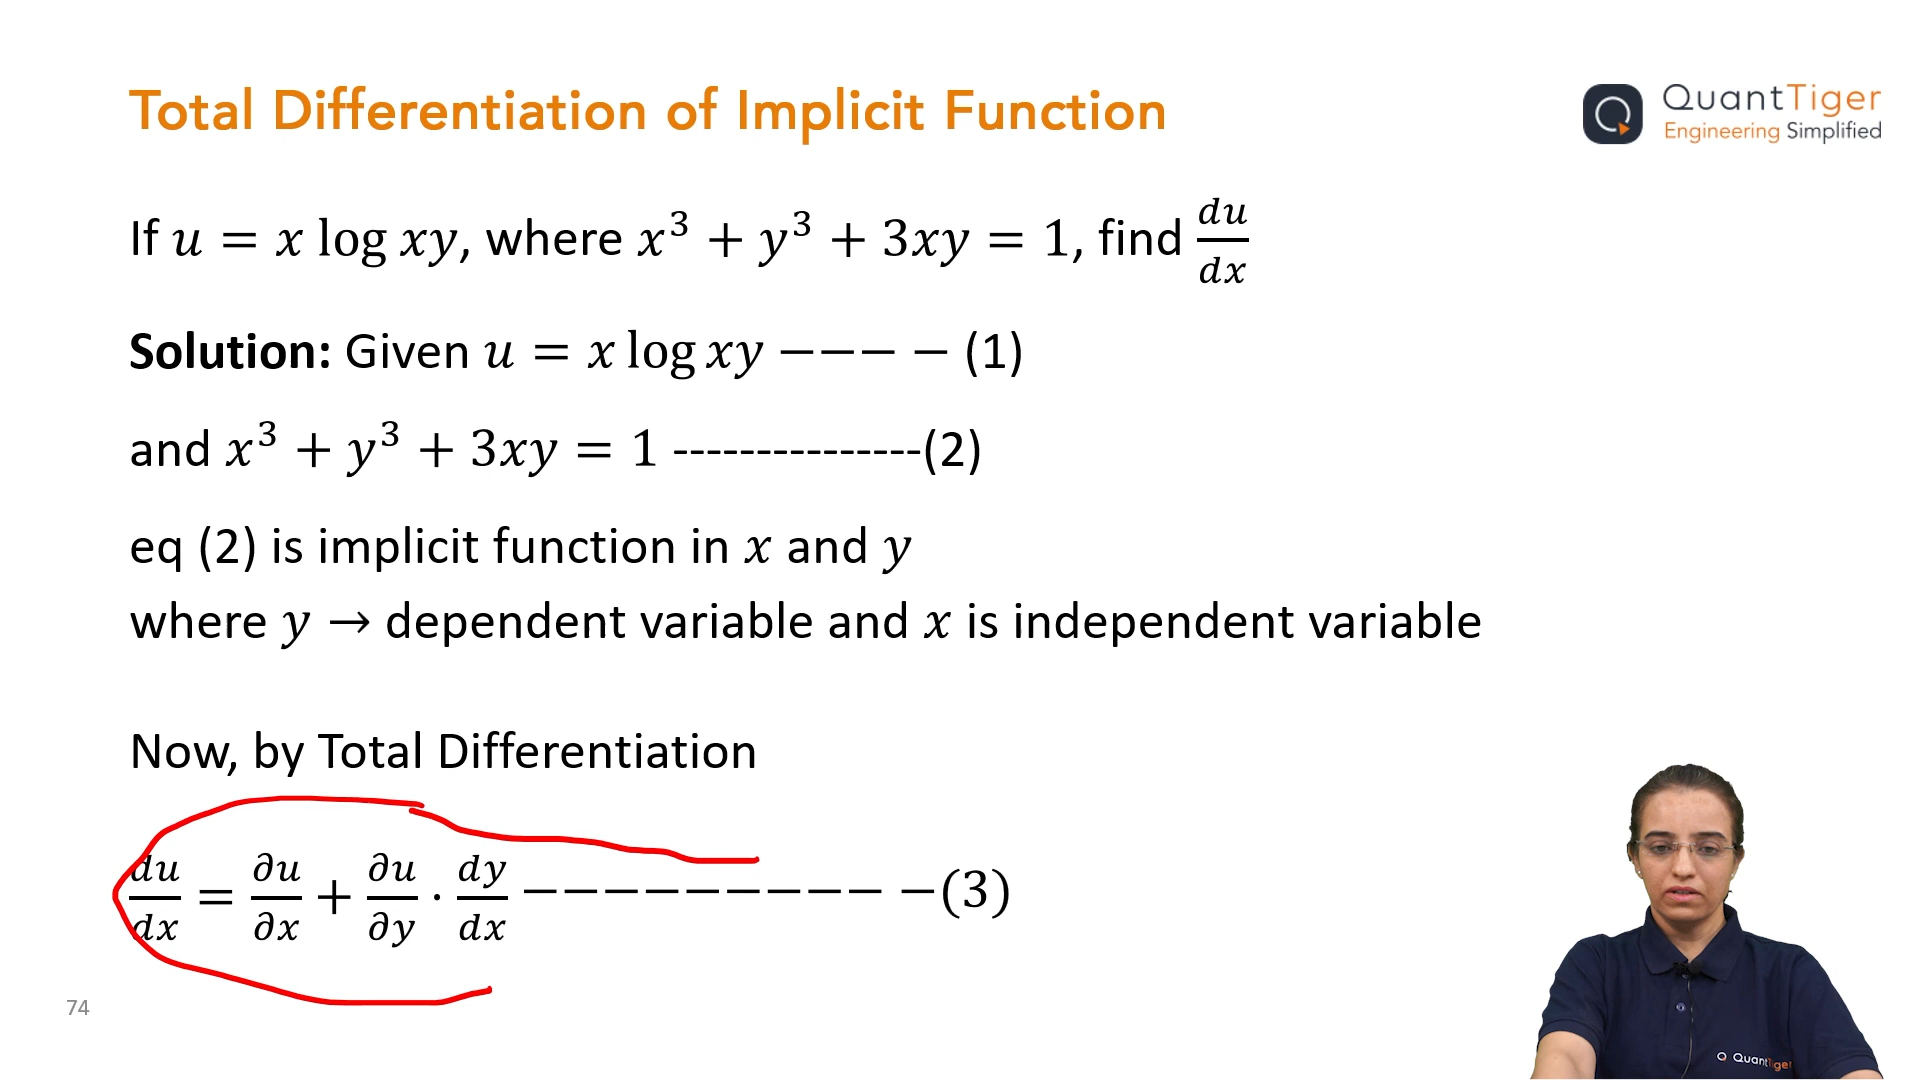 Total Differentiation of Implicit Function
QuantTiger
Engineering Simplified
If u = x log xy, where x³ + y³ + 3xy = 1, find du/dx
Solution: Given u = x log xy −−− − (1)
and x³ + y³ + 3xy = 1 ---------------(2)
eq (2) is implicit function in x and y
where y → dependent variable and x is independent variable
Now, by Total Differentiation
du/dx = ∂u/∂x + ∂u/∂y · dy/dx −−−−−−−−− −(3)
74
QuantTiger